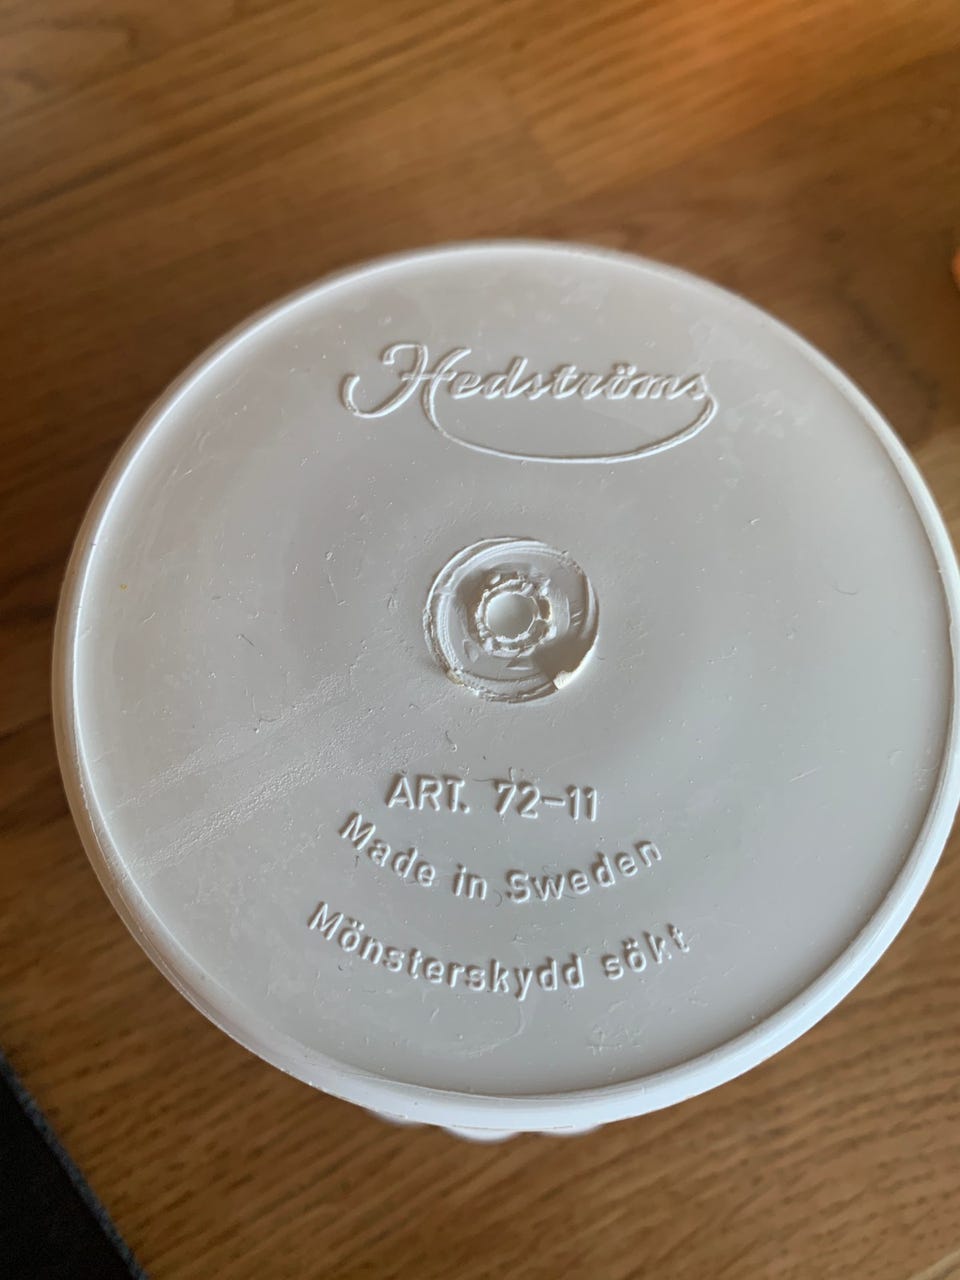 Hedströms
ART. 72-11
Made in Sweden
Mönsterskydd sökt